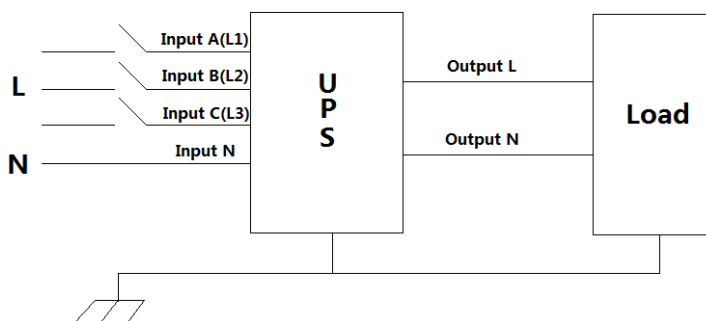 Input A(L1)
L
Input B(L2)
Input C(L3)
N
Input N
U
P
S
Output L
Output N
Load